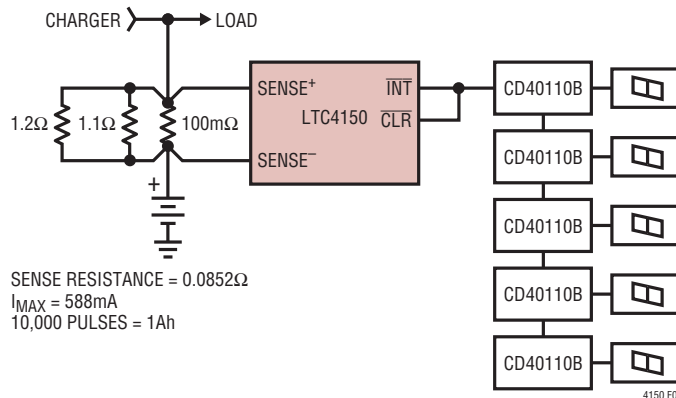 CHARGER LOAD
SENSE+ INT
LTC4150 CLR
SENSE−
1.2Ω 1.1Ω 100mΩ
+
CD40110B
CD40110B
CD40110B
CD40110B
CD40110B
SENSE RESISTANCE = 0.0852Ω
IMAX = 588mA
10,000 PULSES = 1Ah